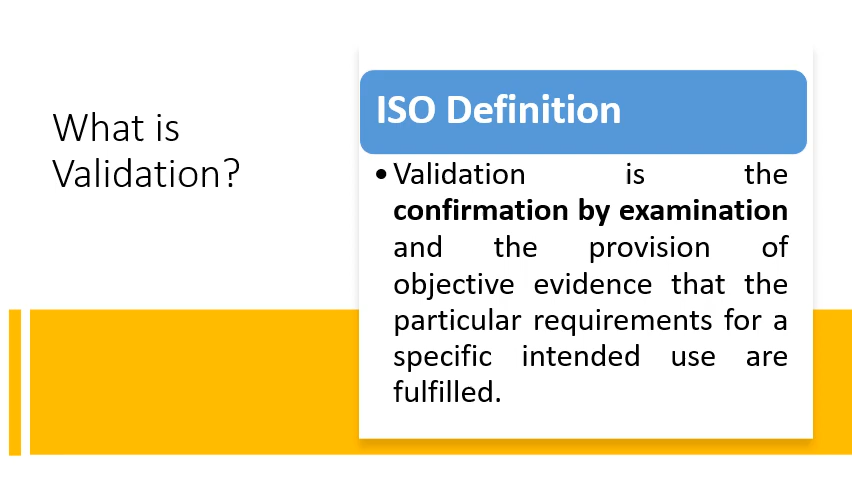 What is
Validation?
ISO Definition
•Validation is the
confirmation by examination
and the provision of
objective evidence that the
particular requirements for a
specific intended use are
fulfilled.